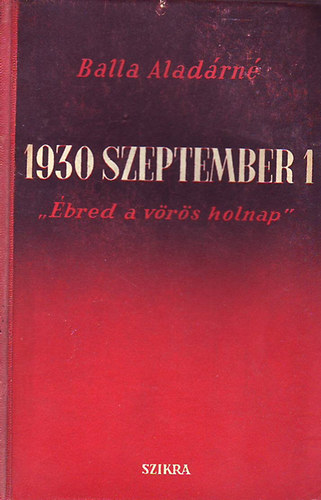 Balla Aladárné
1930 SZEPTEMBER 1
„Ébred a vörös holnap”
SZIKRA